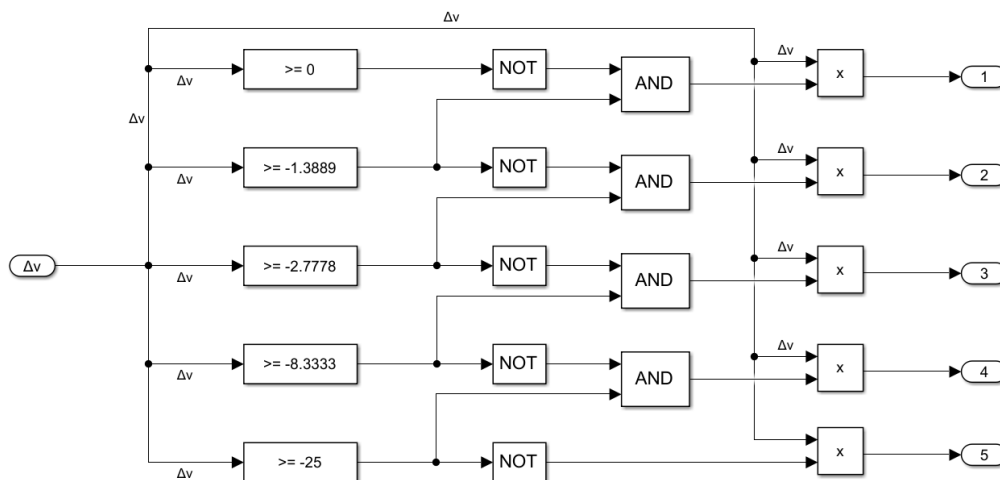 Δv
Δv
Δv
>= 0
NOT
AND
x
1
Δv
Δv
Δv
>= -1.3889
NOT
AND
x
2
Δv
Δv
Δv
>= -2.7778
NOT
AND
x
3
Δv
Δv
>= -8.3333
NOT
AND
x
4
Δv
>= -25
NOT
x
5
Δv